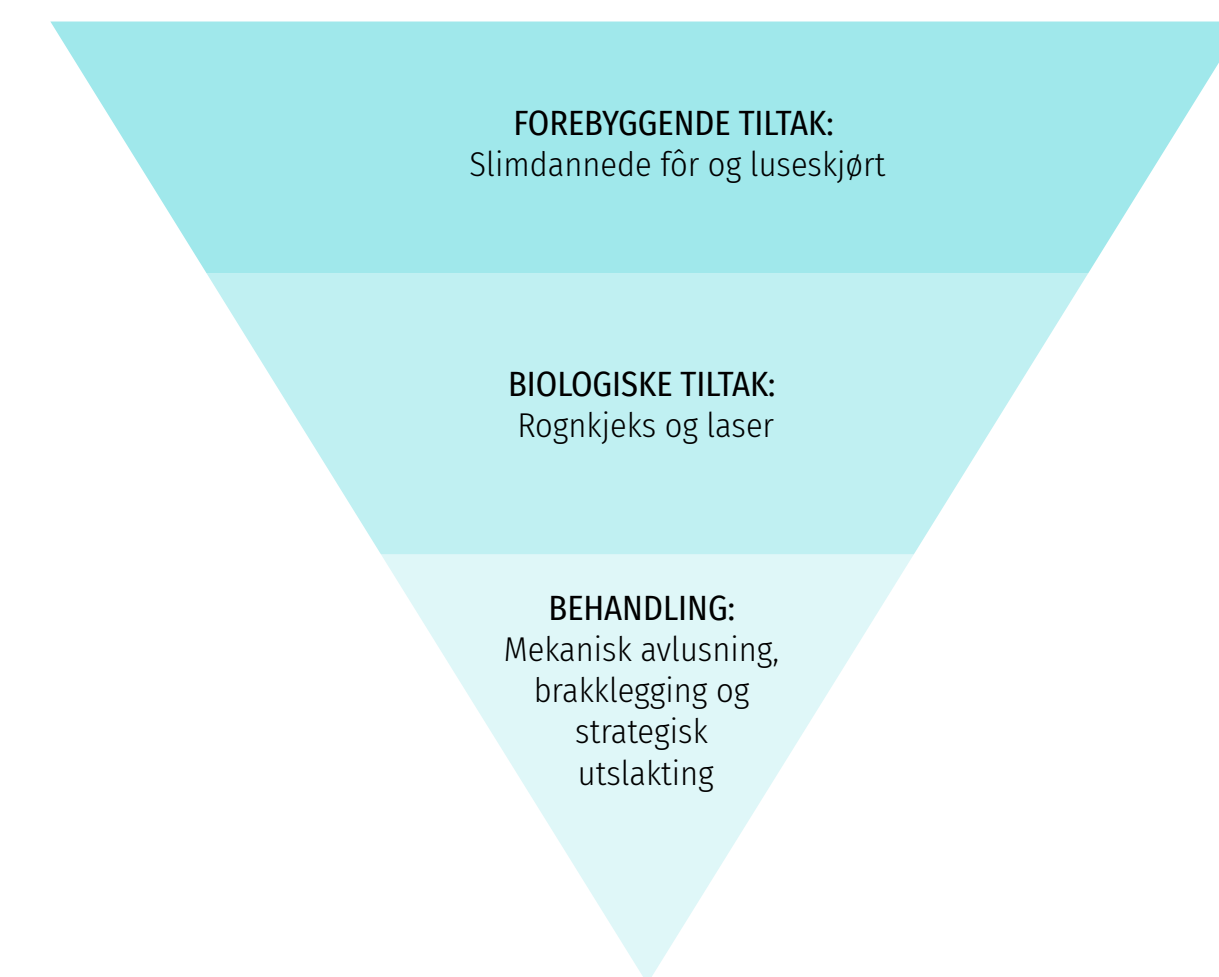 FOREBYGGENDE TILTAK:
Slimdannede fôr og luseskjørt
BIOLOGISKE TILTAK:
Rognkjeks og laser
BEHANDLING:
Mekanisk avlusning,
brakklegging og
strategisk
utslakting